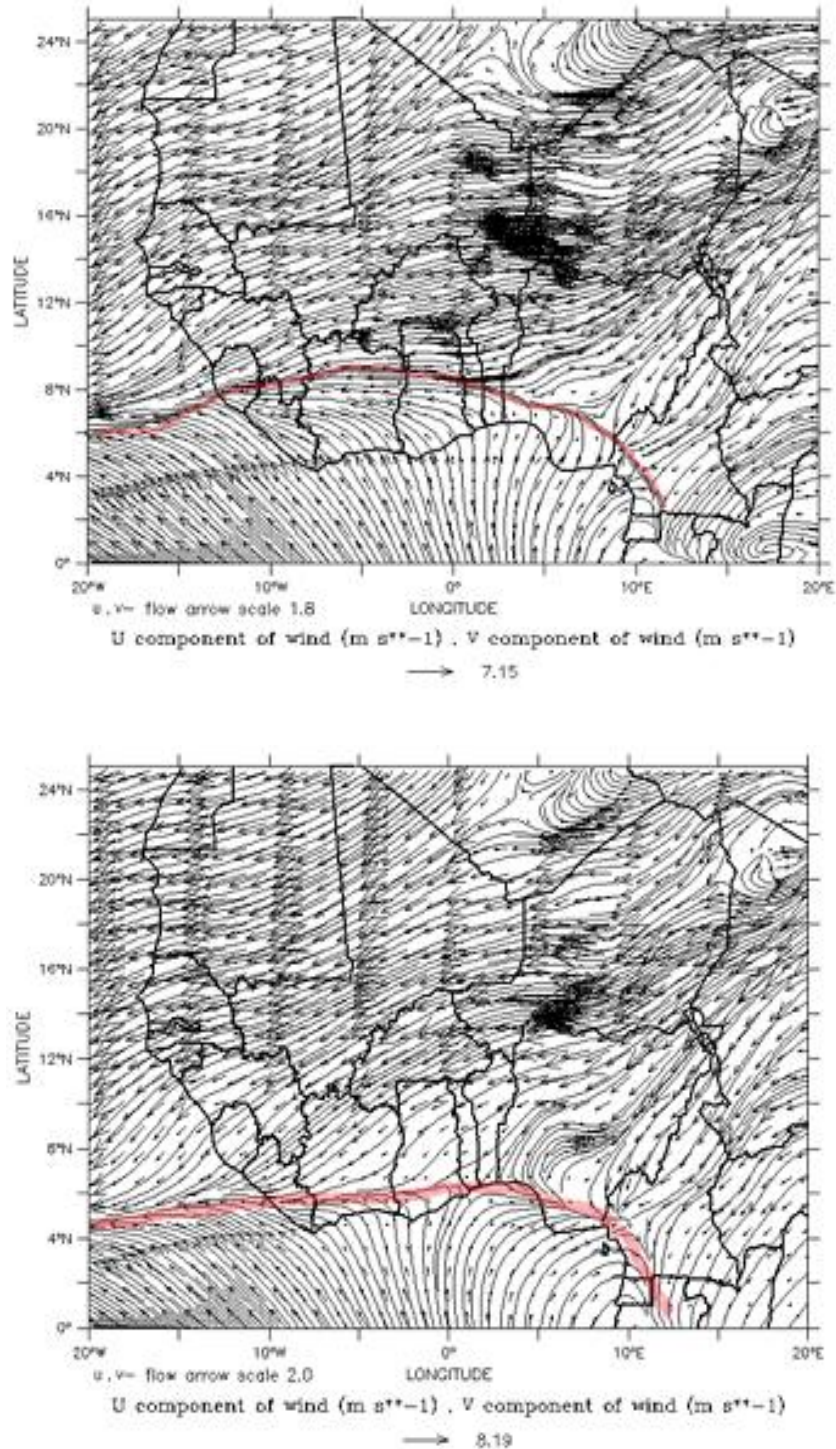 24°N
20°N
16°N
12°N
8°N
4°N
0°
LATITUDE
20°W 10°W 0° 10°E 20°E
u,v- flow arrow scale 1.8 LONGITUDE
U component of wind (m s**-1) , V component of wind (m s**-1)
7.15
24°N
20°N
16°N
12°N
8°N
4°N
0°
LATITUDE
20°W 10°W 0° 10°E 20°E
u,v- flow arrow scale 2.0 LONGITUDE
U component of wind (m s**-1) , V component of wind (m s**-1)
8.19